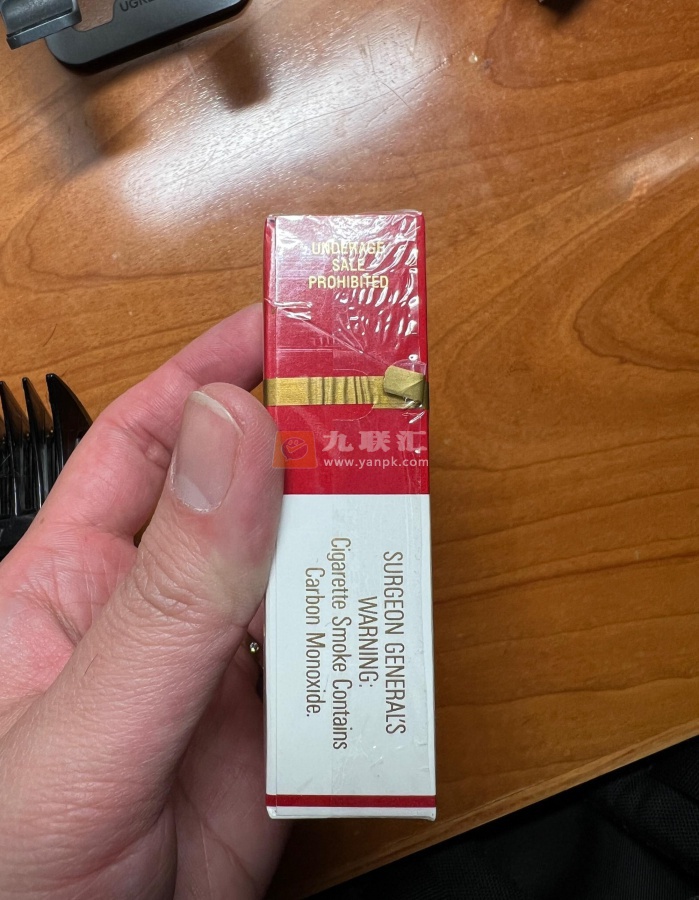 UNDERAGE
SALE
PROHIBITED
九联汇
www.yanpk.com
SURGEON GENERAL'S
WARNING:
Cigarette Smoke Contains
Carbon Monoxide.